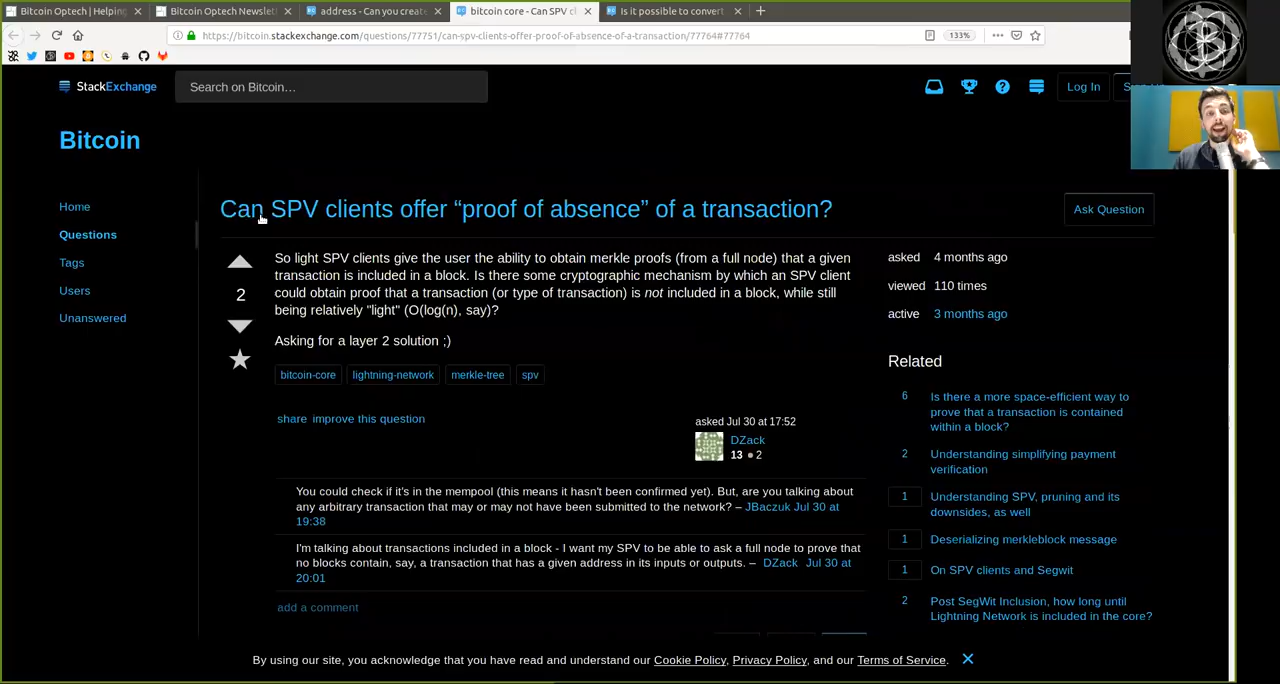 Bitcoin Optech | Helping
Bitcoin Optech Newslet
address - Can you create
bitcoin core - Can SPV cl
Is it possible to convert
https://bitcoin.stackexchange.com/questions/77751/can-spv-clients-offer-proof-of-absence-of-a-transaction/77764#77764
133%
StackExchange
Search on Bitcoin…
Log In
Bitcoin
Home
Questions
Tags
Users
Unanswered
Can SPV clients offer “proof of absence” of a transaction?
Ask Question
So light SPV clients give the user the ability to obtain merkle proofs (from a full node) that a given
transaction is included in a block. Is there some cryptographic mechanism by which an SPV client
could obtain proof that a transaction (or type of transaction) is not included in a block, while still
being relatively "light" (O(log(n), say)?
2
Asking for a layer 2 solution ;)
bitcoin-core
lightning-network
merkle-tree
spv
share improve this question
asked Jul 30 at 17:52
DZack
13 2
You could check if it's in the mempool (this means it hasn't been confirmed yet). But, are you talking about
any arbitrary transaction that may or may not have been submitted to the network? – JBaczuk Jul 30 at
19:38
I'm talking about transactions included in a block - I want my SPV to be able to ask a full node to prove that
no blocks contain, say, a transaction that has a given address in its inputs or outputs. – DZack Jul 30 at
20:01
add a comment
asked 4 months ago
viewed 110 times
active 3 months ago
Related
6 Is there a more space-efficient way to
prove that a transaction is contained
within a block?
2 Understanding simplifying payment
verification
1 Understanding SPV, pruning and its
downsides, as well
1 Deserializing merkleblock message
1 On SPV clients and Segwit
2 Post SegWit Inclusion, how long until
Lightning Network is included in the core?
By using our site, you acknowledge that you have read and understand our Cookie Policy, Privacy Policy, and our Terms of Service.